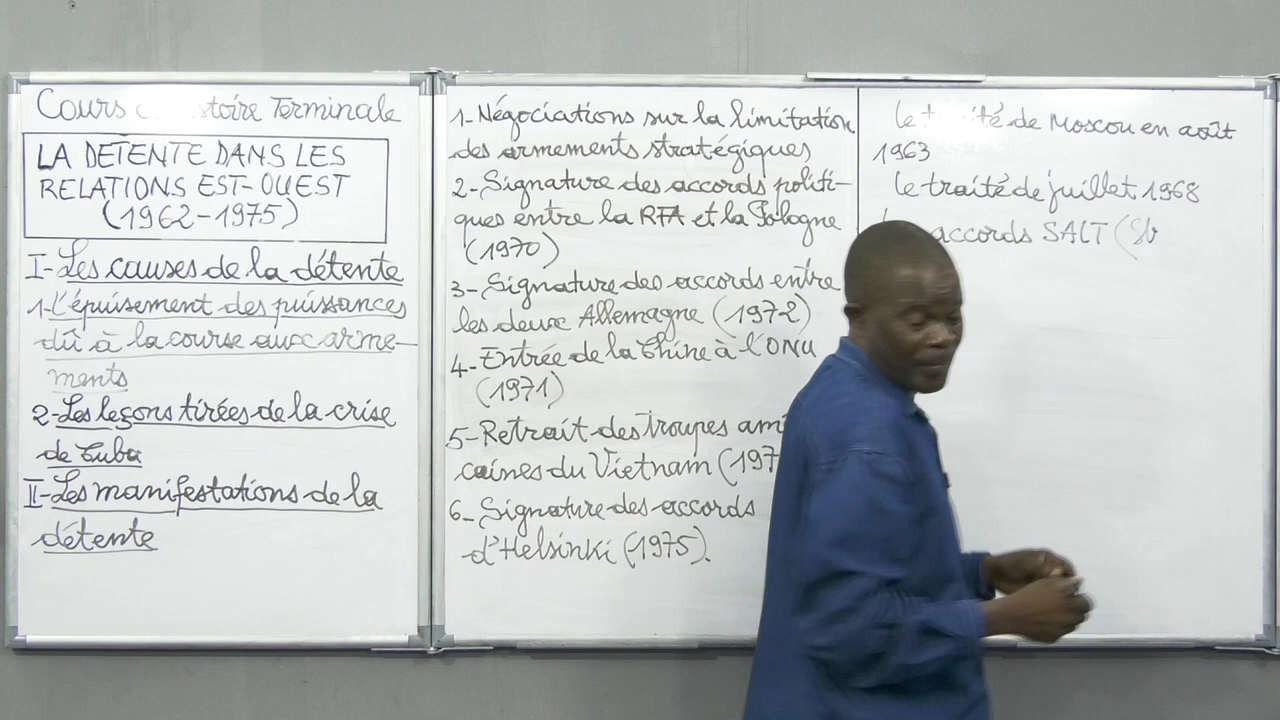 Cours stoire Terminale
LA DETENTE DANS LES
RELATIONS EST-OUEST
(1962-1975)
I-Les causes de la détente
1-L'épuisement des puissances
dû à la course aux arme-
ments
2-Les leçons tirées de la crise
de Cuba
II-Les manifestations de la
détente
1-Négociations sur la limitation
des armements stratégiques
2-Signature des accords politi-
ques entre la RFA et la Pologne
(1970)
3-Signature des accords entre
les deux Allemagne (1972)
4-Entrée de la Chine à l'ONU
(1971)
5-Retrait des troupes amé
caines du Vietnam (197
6-Signature des accords
d'Helsinki (1975).
Le traité de Moscou en août
1963
Le traité de juillet 1968
accords SALT (